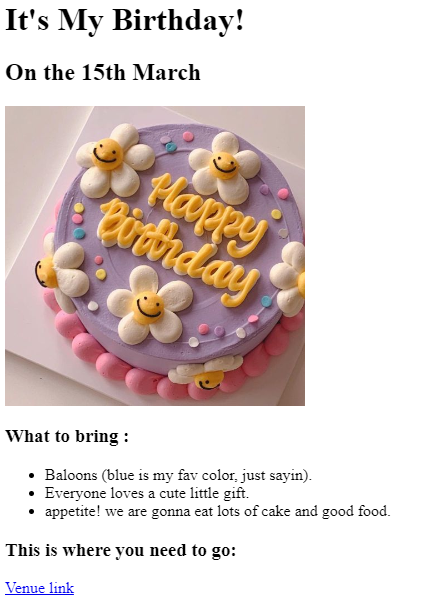 It's My Birthday!
On the 15th March
Happy
Birthday
What to bring :
Baloons (blue is my fav color, just sayin).
Everyone loves a cute little gift.
appetite! we are gonna eat lots of cake and good food.
This is where you need to go:
Venue link